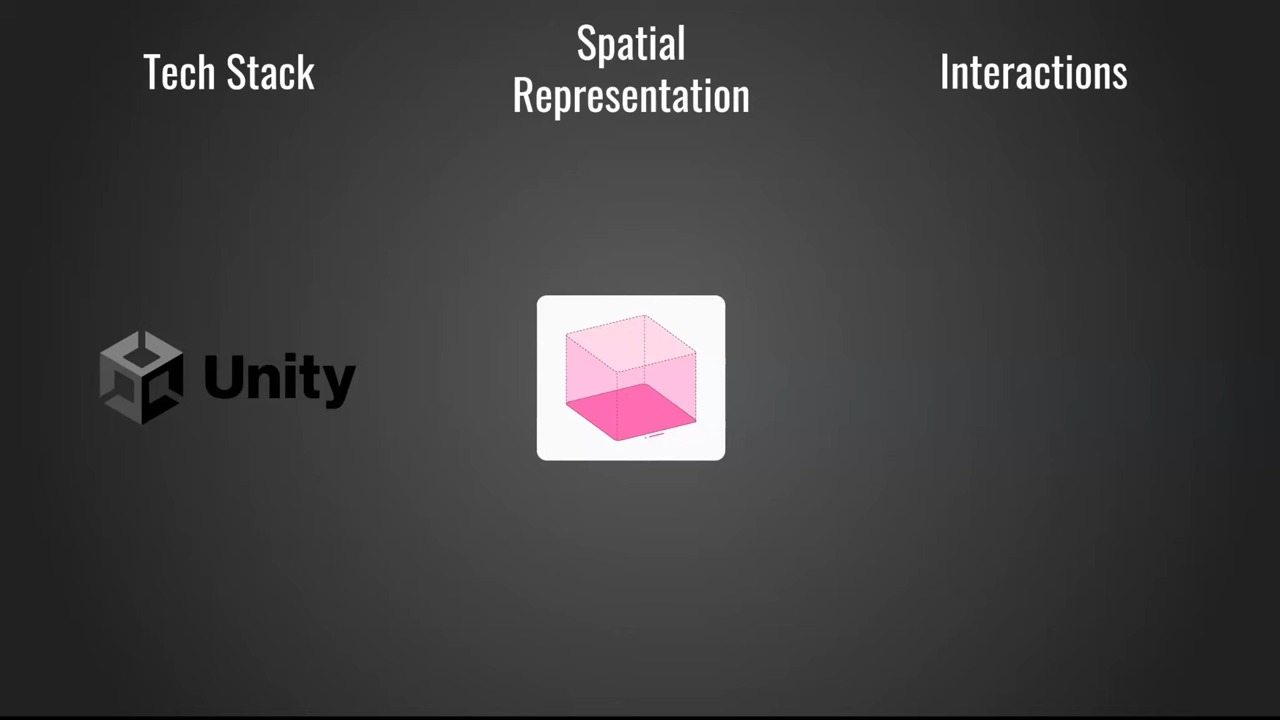 Tech Stack
Spatial
Representation
Interactions
Unity